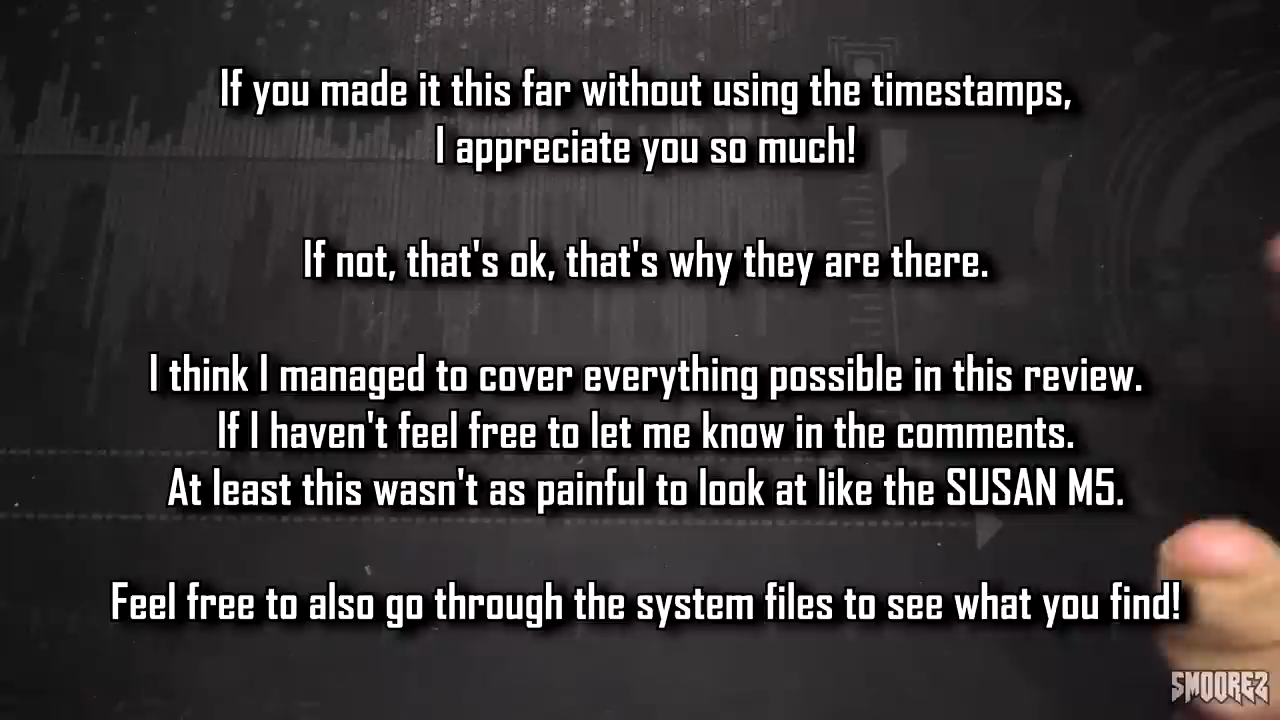 If you made it this far without using the timestamps,
I appreciate you so much!
If not, that's ok, that's why they are there.
I think I managed to cover everything possible in this review.
If I haven't feel free to let me know in the comments.
At least this wasn't as painful to look at like the SUSAN M5.
Feel free to also go through the system files to see what you find!
SMOOREZ